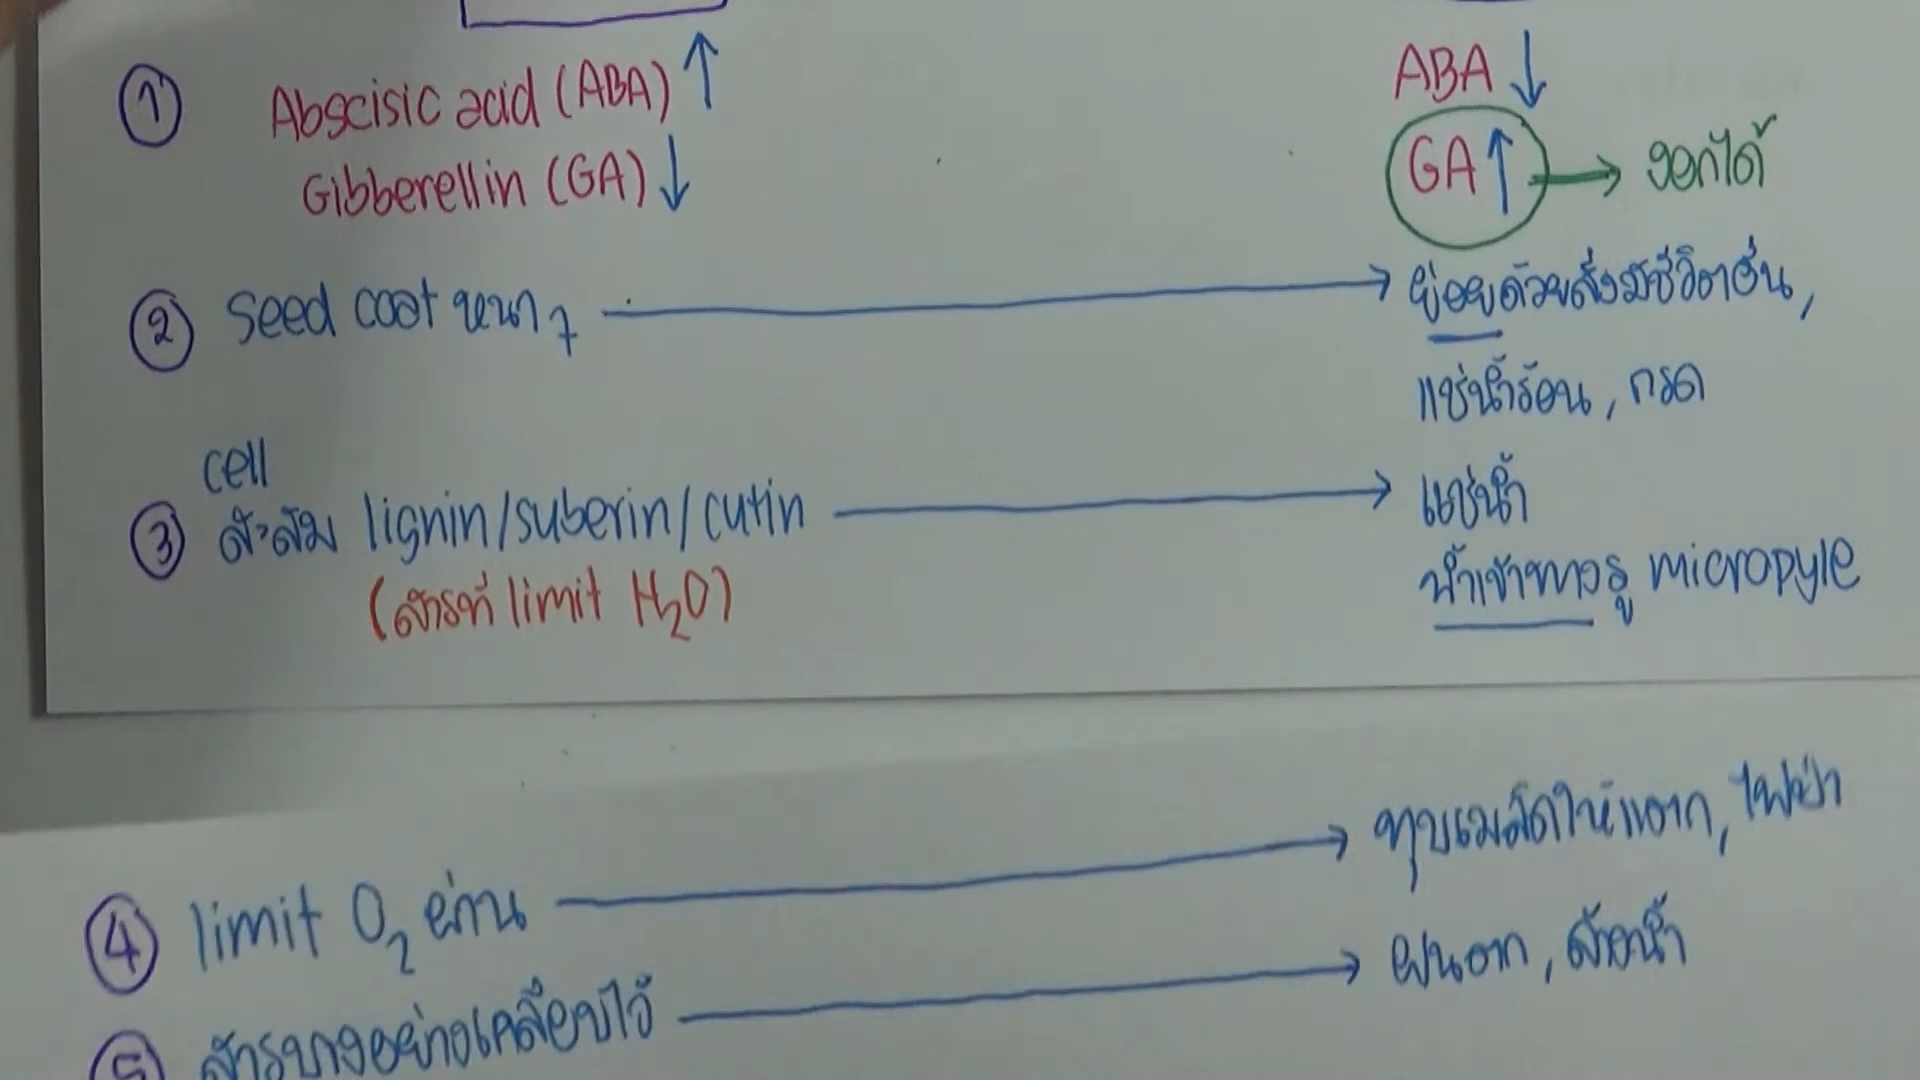 ① Abscisic acid (ABA) ↑
Gibberellin (GA) ↓
ABA ↓
GA ↑ → งอกได้
② seed coat หนา ๆ → ย่อยด้วยสิ่งมีชีวิตอื่น,
แช่น้ำร้อน, กรด
cell
③ สะสม lignin/suberin/cutin → แช่น้ำ
(สารที่ limit H₂O)
น้ำเข้าทางรู micropyle
④ limit O₂ ผ่าน → ทุบเมล็ดให้แตก, ไฟป่า
⑤ สารบางอย่างเคลือบไว้ → ฝนตก, ล้างน้ำ